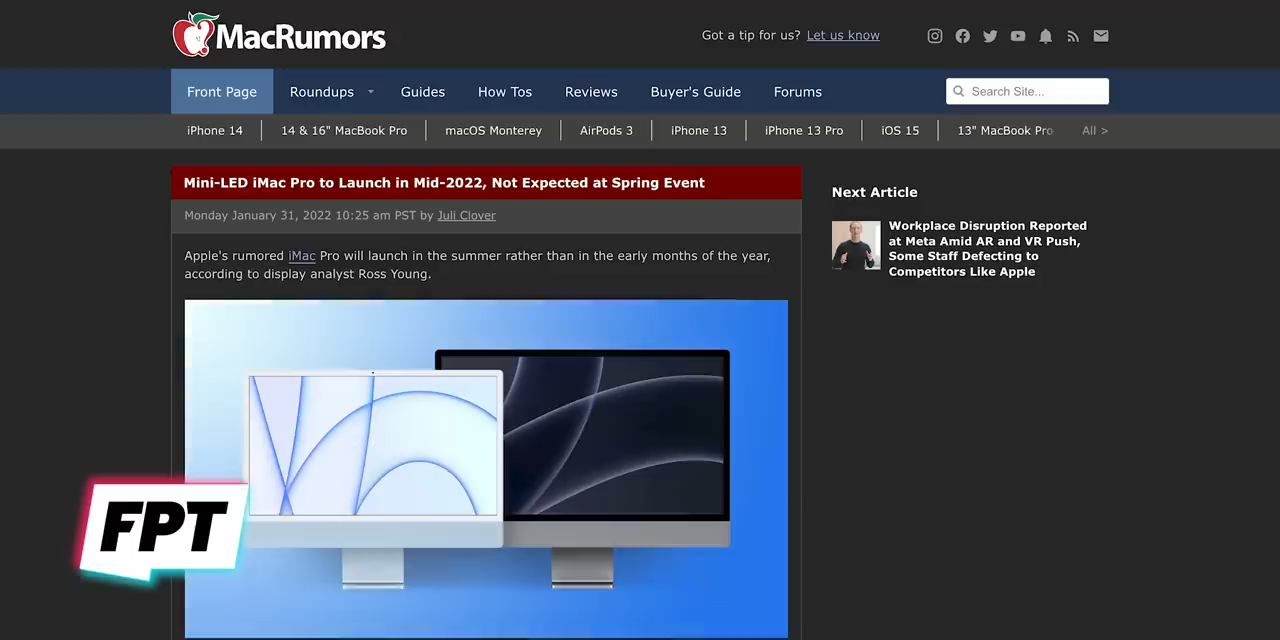 MacRumors
Got a tip for us? Let us know
Front Page Roundups Guides How Tos Reviews Buyer's Guide Forums Search Site...
iPhone 14 14 & 16" MacBook Pro macOS Monterey AirPods 3 iPhone 13 iPhone 13 Pro iOS 15 13" MacBook Pro All >
Mini-LED iMac Pro to Launch in Mid-2022, Not Expected at Spring Event
Monday January 31, 2022 10:25 am PST by Juli Clover
Apple's rumored iMac Pro will launch in the summer rather than in the early months of the year,
according to display analyst Ross Young.
Next Article
Workplace Disruption Reported
at Meta Amid AR and VR Push,
Some Staff Defecting to
Competitors Like Apple
FPT